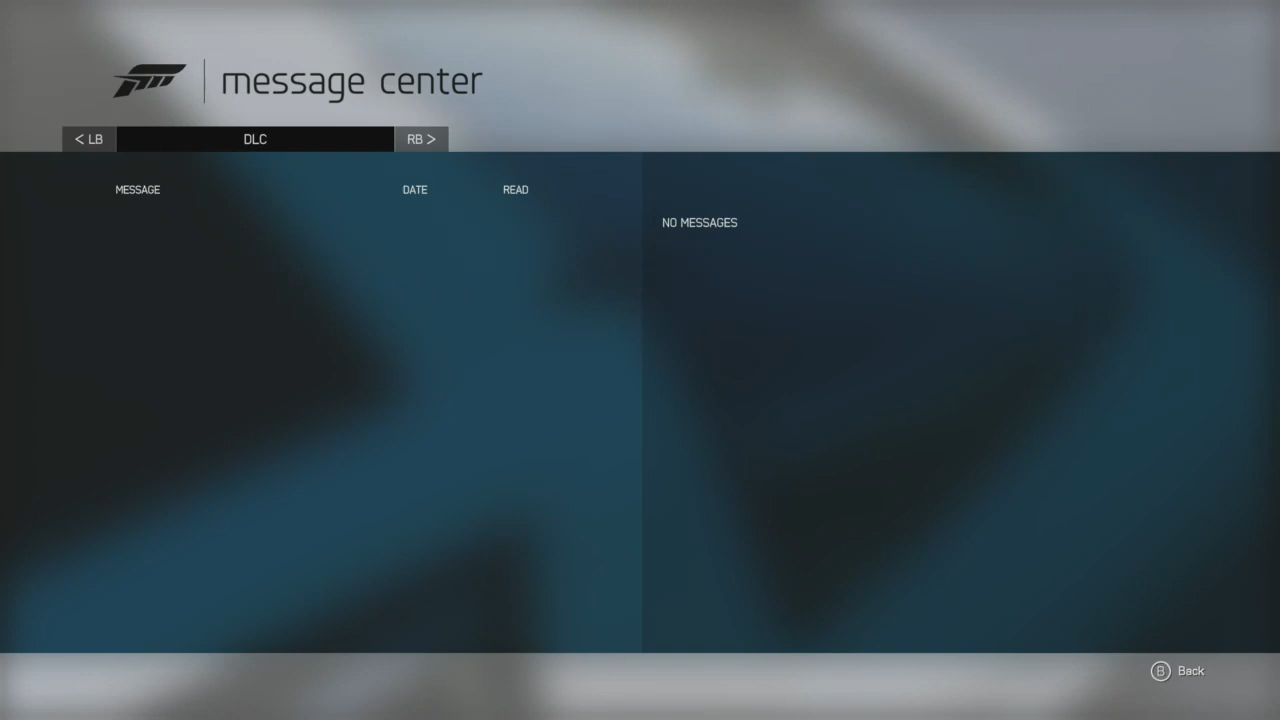 message center
< LB DLC RB >
MESSAGE DATE READ
NO MESSAGES
B Back